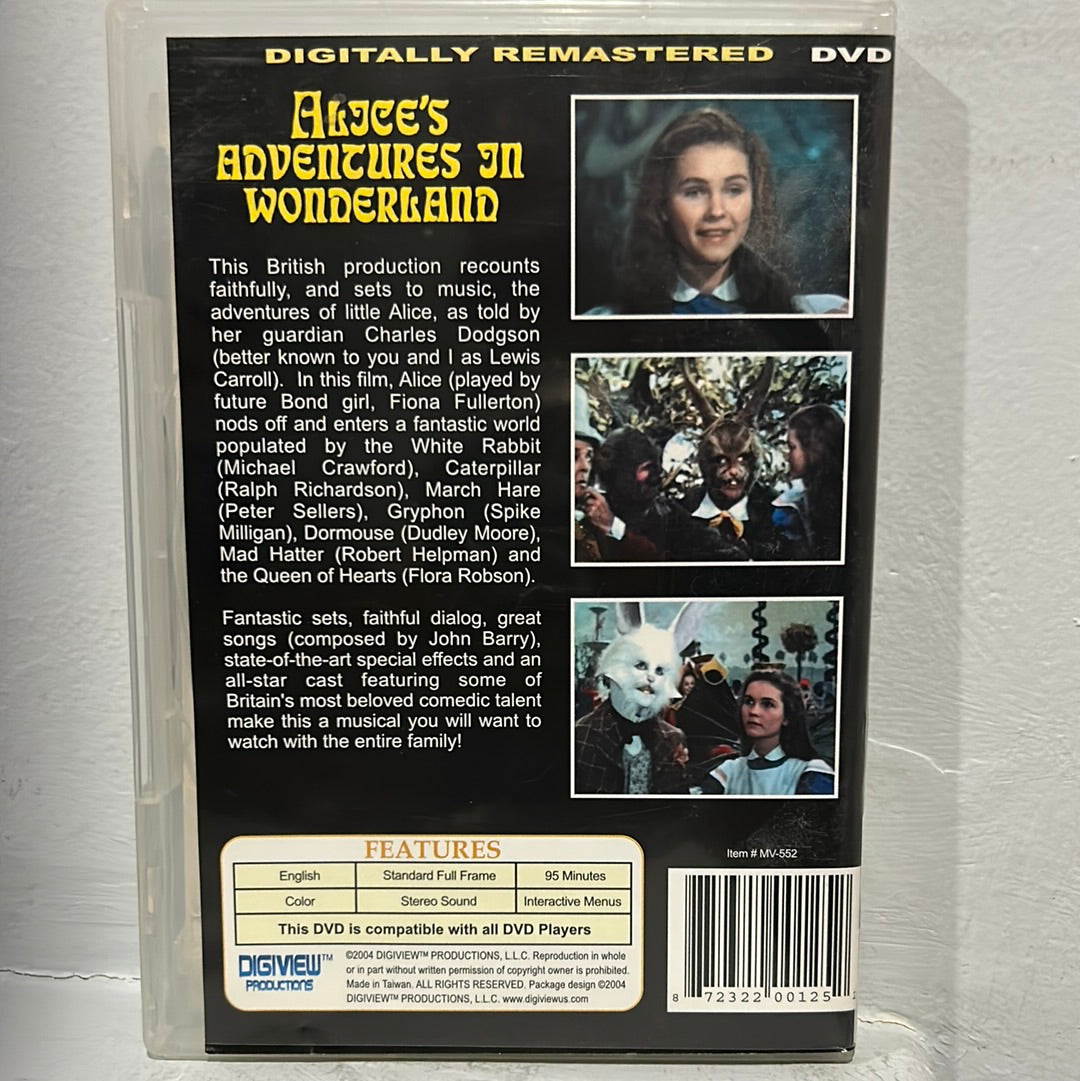 DIGITALLY REMASTERED DVD
ALICE'S
ADVENTURES IN
WONDERLAND
This British production recounts
faithfully, and sets to music, the
adventures of little Alice, as told by
her guardian Charles Dodgson
(better known to you and I as Lewis
Carroll). In this film, Alice (played by
future Bond girl, Fiona Fullerton)
nods off and enters a fantastic world
populated by the White Rabbit
(Michael Crawford), Caterpillar
(Ralph Richardson), March Hare
(Peter Sellers), Gryphon (Spike
Milligan), Dormouse (Dudley Moore),
Mad Hatter (Robert Helpman) and
the Queen of Hearts (Flora Robson).
Fantastic sets, faithful dialog, great
songs (composed by John Barry),
state-of-the-art special effects and an
all-star cast featuring some of
Britain's most beloved comedic talent
make this a musical you will want to
watch with the entire family!
FEATURES
English Standard Full Frame 95 Minutes
Color Stereo Sound Interactive Menus
This DVD is compatible with all DVD Players
DIGIVIEW™
PRODUCTIONS
©2004 DIGIVIEW™ PRODUCTIONS, L.L.C. Reproduction in whole
or in part without written permission of copyright owner is prohibited.
Made in Taiwan. ALL RIGHTS RESERVED. Package design ©2004
DIGIVIEW™ PRODUCTIONS, L.L.C. www.digiviewus.com
Item # MV-552
8 72322 00125 2